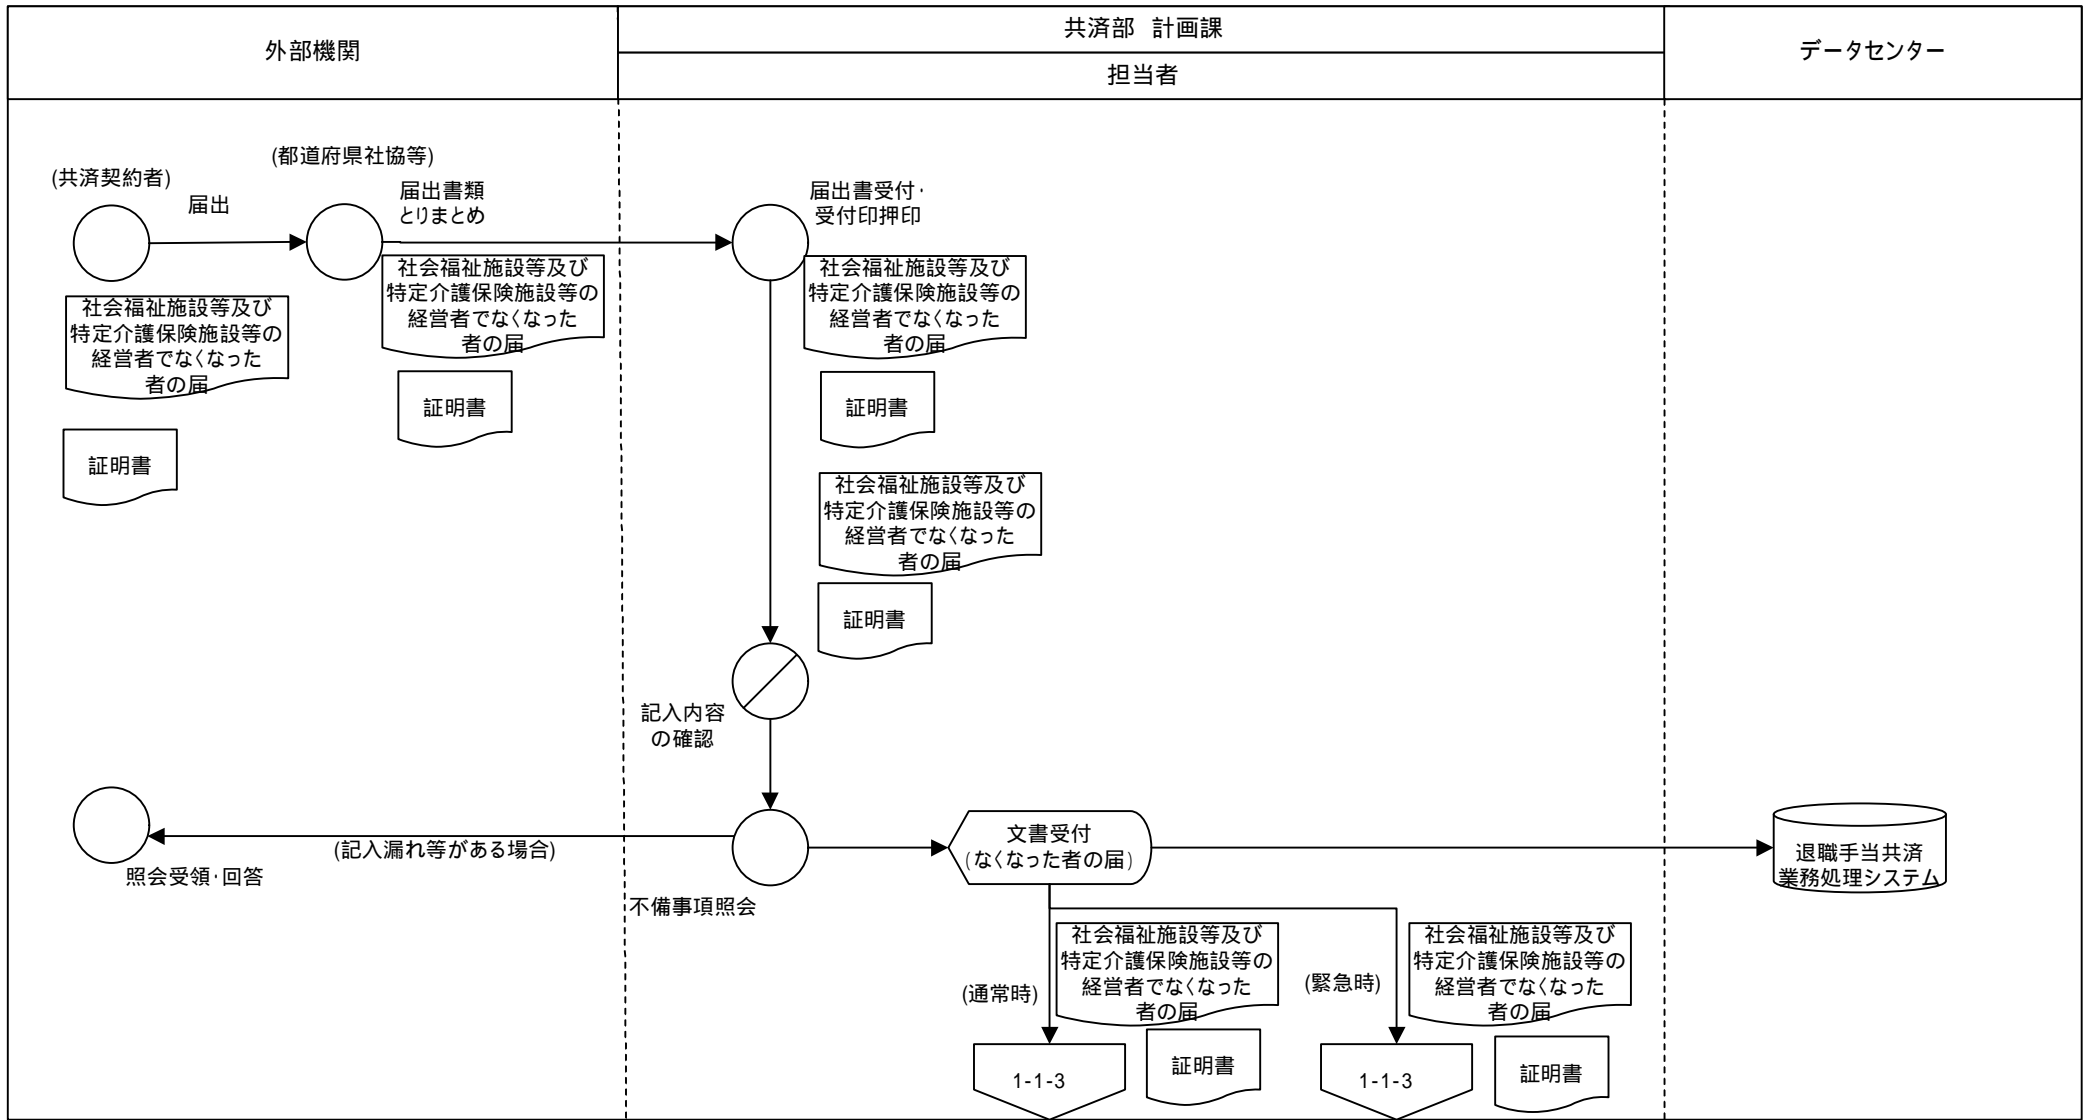 外部機関
共済部 計画課
担当者
データセンター
(共済契約者)
届出
(都道府県社協等)
届出書類
とりまとめ
届出書受付・
受付印押印
社会福祉施設等及び
特定介護保険施設等の
経営者でなくなった
者の届
証明書
社会福祉施設等及び
特定介護保険施設等の
経営者でなくなった
者の届
証明書
社会福祉施設等及び
特定介護保険施設等の
経営者でなくなった
者の届
証明書
社会福祉施設等及び
特定介護保険施設等の
経営者でなくなった
者の届
証明書
記入内容
の確認
照会受領・回答
(記入漏れ等がある場合)
不備事項照会
文書受付
(なくなった者の届)
退職手当共済
業務処理システム
(通常時)
社会福祉施設等及び
特定介護保険施設等の
経営者でなくなった
者の届
証明書
1-1-3
(緊急時)
社会福祉施設等及び
特定介護保険施設等の
経営者でなくなった
者の届
証明書
1-1-3